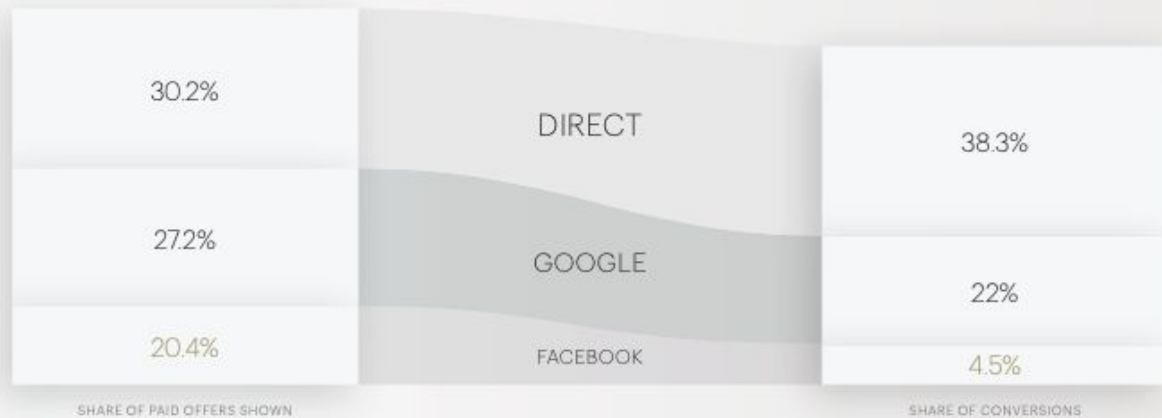 30.2%
DIRECT
38.3%
27.2%
GOOGLE
22%
20.4%
FACEBOOK
4.5%
SHARE OF PAID OFFERS SHOWN
SHARE OF CONVERSIONS